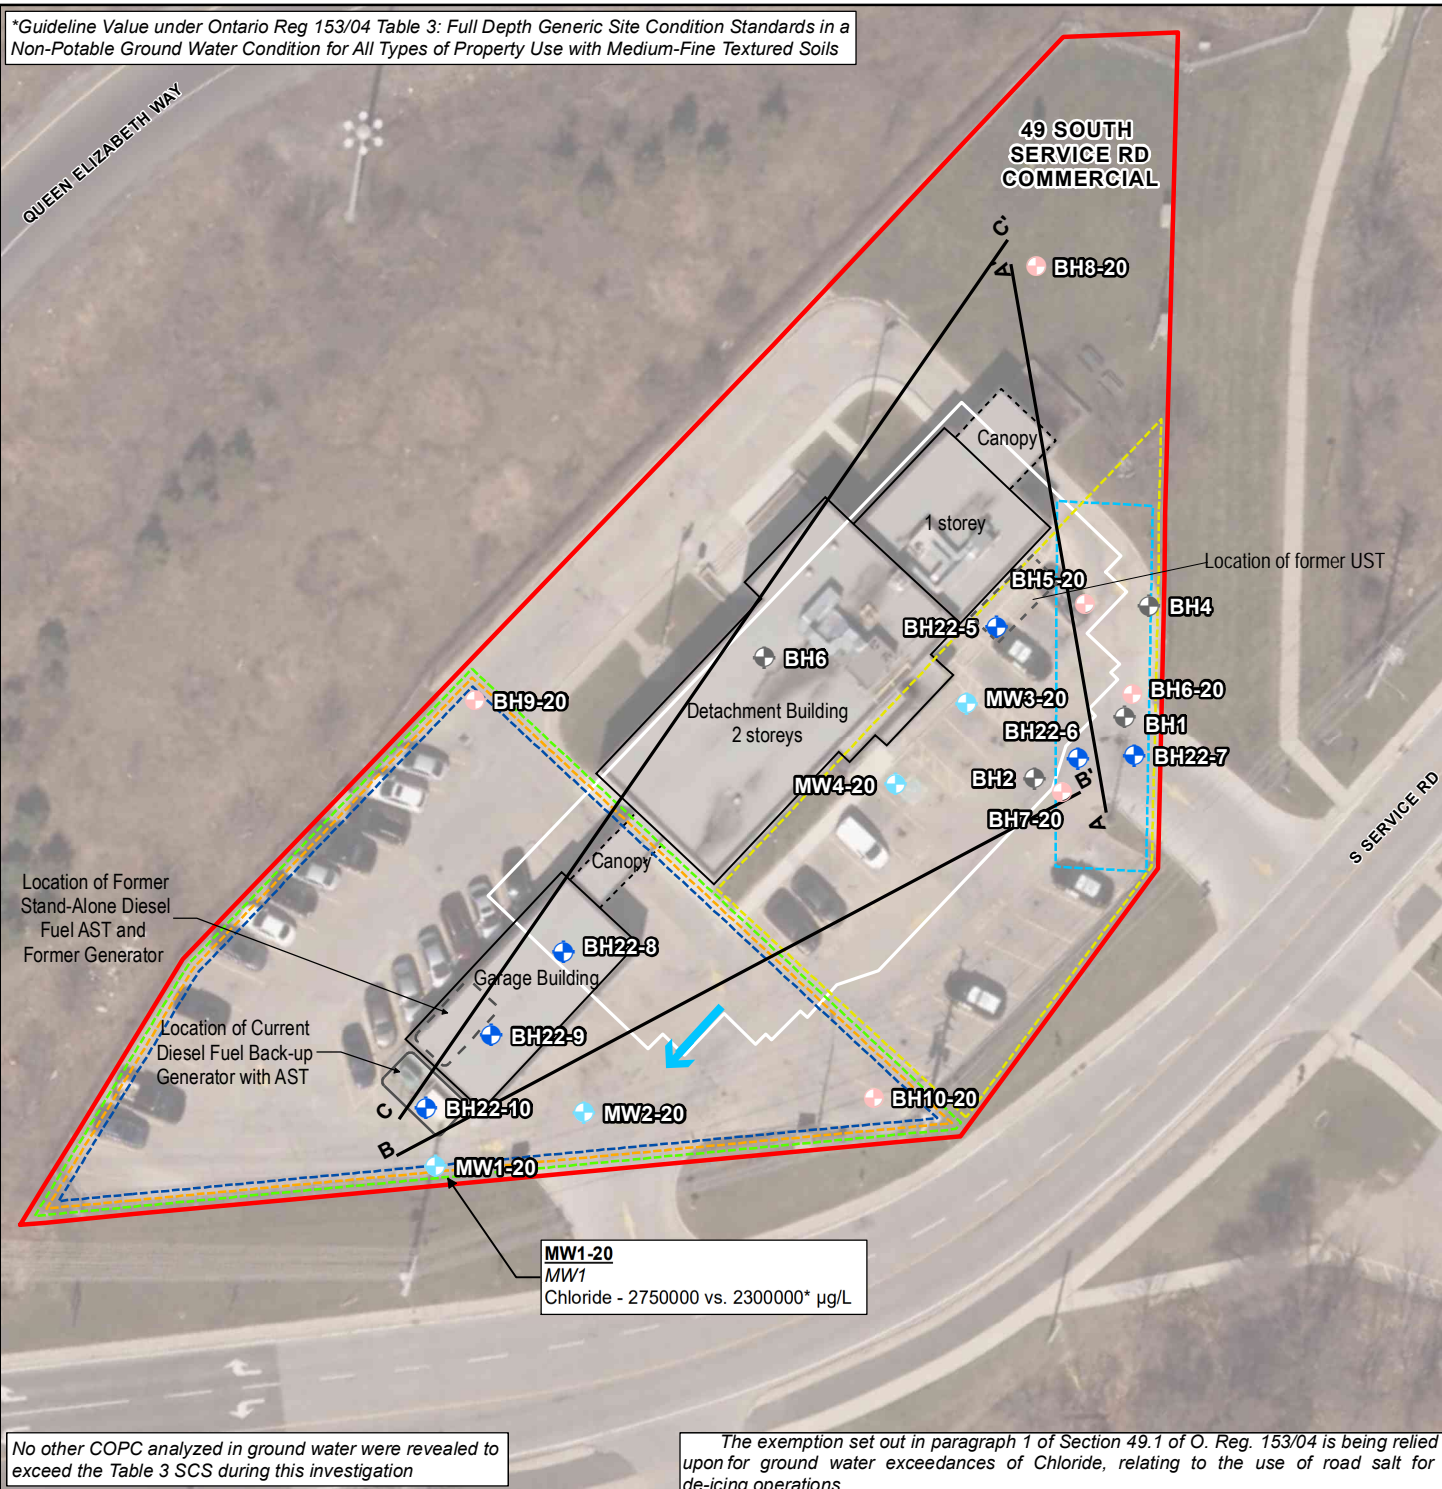 *Guideline Value under Ontario Reg 153/04 Table 3: Full Depth Generic Site Condition Standards in a
Non-Potable Ground Water Condition for All Types of Property Use with Medium-Fine Textured Soils
QUEEN ELIZABETH WAY
49 SOUTH
SERVICE RD
COMMERCIAL
C'
A'
BH8-20
Canopy
1 storey
Location of former UST
BH5-20
BH4
BH22-5
BH6
BH9-20
MW3-20
BH6-20
BH1
Detachment Building
2 storeys
BH22-6
BH22-7
MW4-20
BH2
B'
BH7-20
A
S SERVICE RD
Canopy
Location of Former
Stand-Alone Diesel
Fuel AST and
Former Generator
BH22-8
Garage Building
Location of Current
Diesel Fuel Back-up
Generator with AST
BH22-9
C
BH22-10
MW2-20
BH10-20
B
MW1-20
MW1-20
MW1
Chloride - 2750000 vs. 2300000* µg/L
No other COPC analyzed in ground water were revealed to
exceed the Table 3 SCS during this investigation
The exemption set out in paragraph 1 of Section 49.1 of O. Reg. 153/04 is being relied
upon for ground water exceedances of Chloride, relating to the use of road salt for
de-icing operations